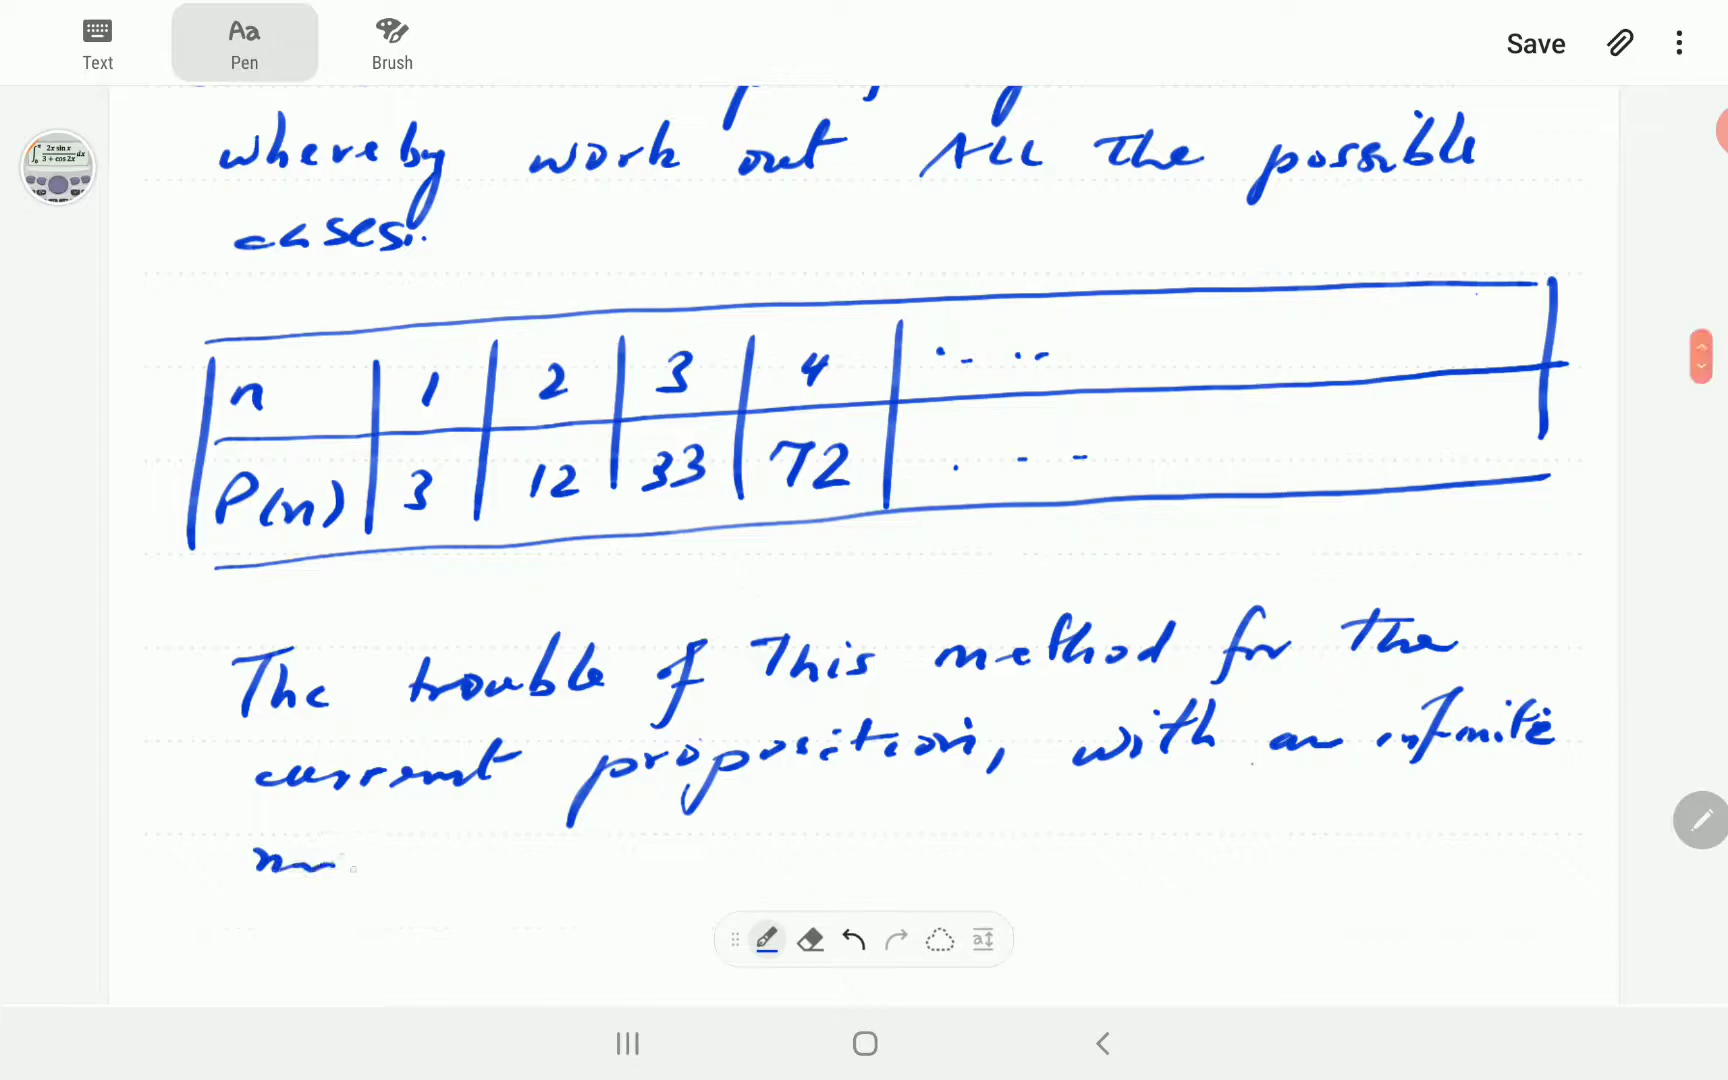 Text
Aa
Pen
Brush
Save
whereby work out ALL the possible
cases.
n 1 2 3 4 ....
P(n) 3 12 33 72 ...
The trouble of This method for the
current proposition, with an infinite